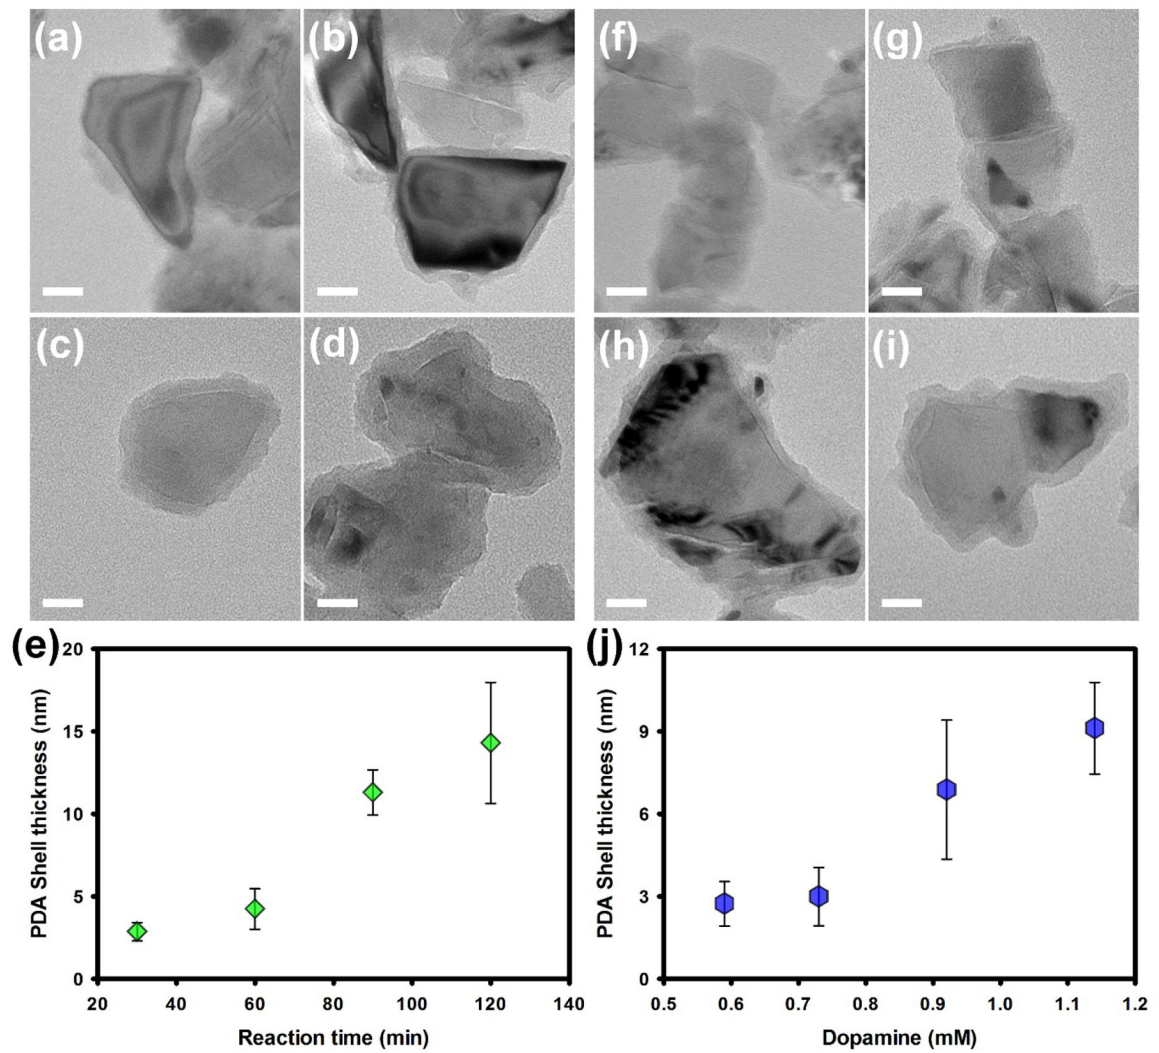 (a) (b) (f) (g)
(c) (d) (h) (i)
(e) (j)
20
15
10
5
0
PDA Shell thickness (nm)
20 40 60 80 100 120 140
Reaction time (min)
12
9
6
3
0
PDA Shell thickness (nm)
0.5 0.6 0.7 0.8 0.9 1.0 1.1 1.2
Dopamine (mM)